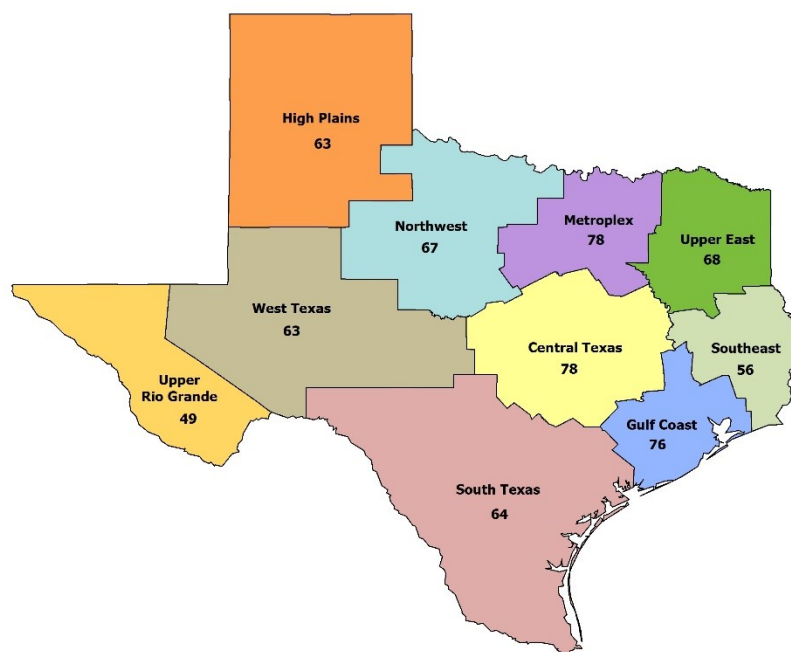 High Plains
63
Northwest
67
Metroplex
78
Upper East
68
West Texas
63
Central Texas
78
Southeast
56
Upper
Rio Grande
49
Gulf Coast
76
South Texas
64